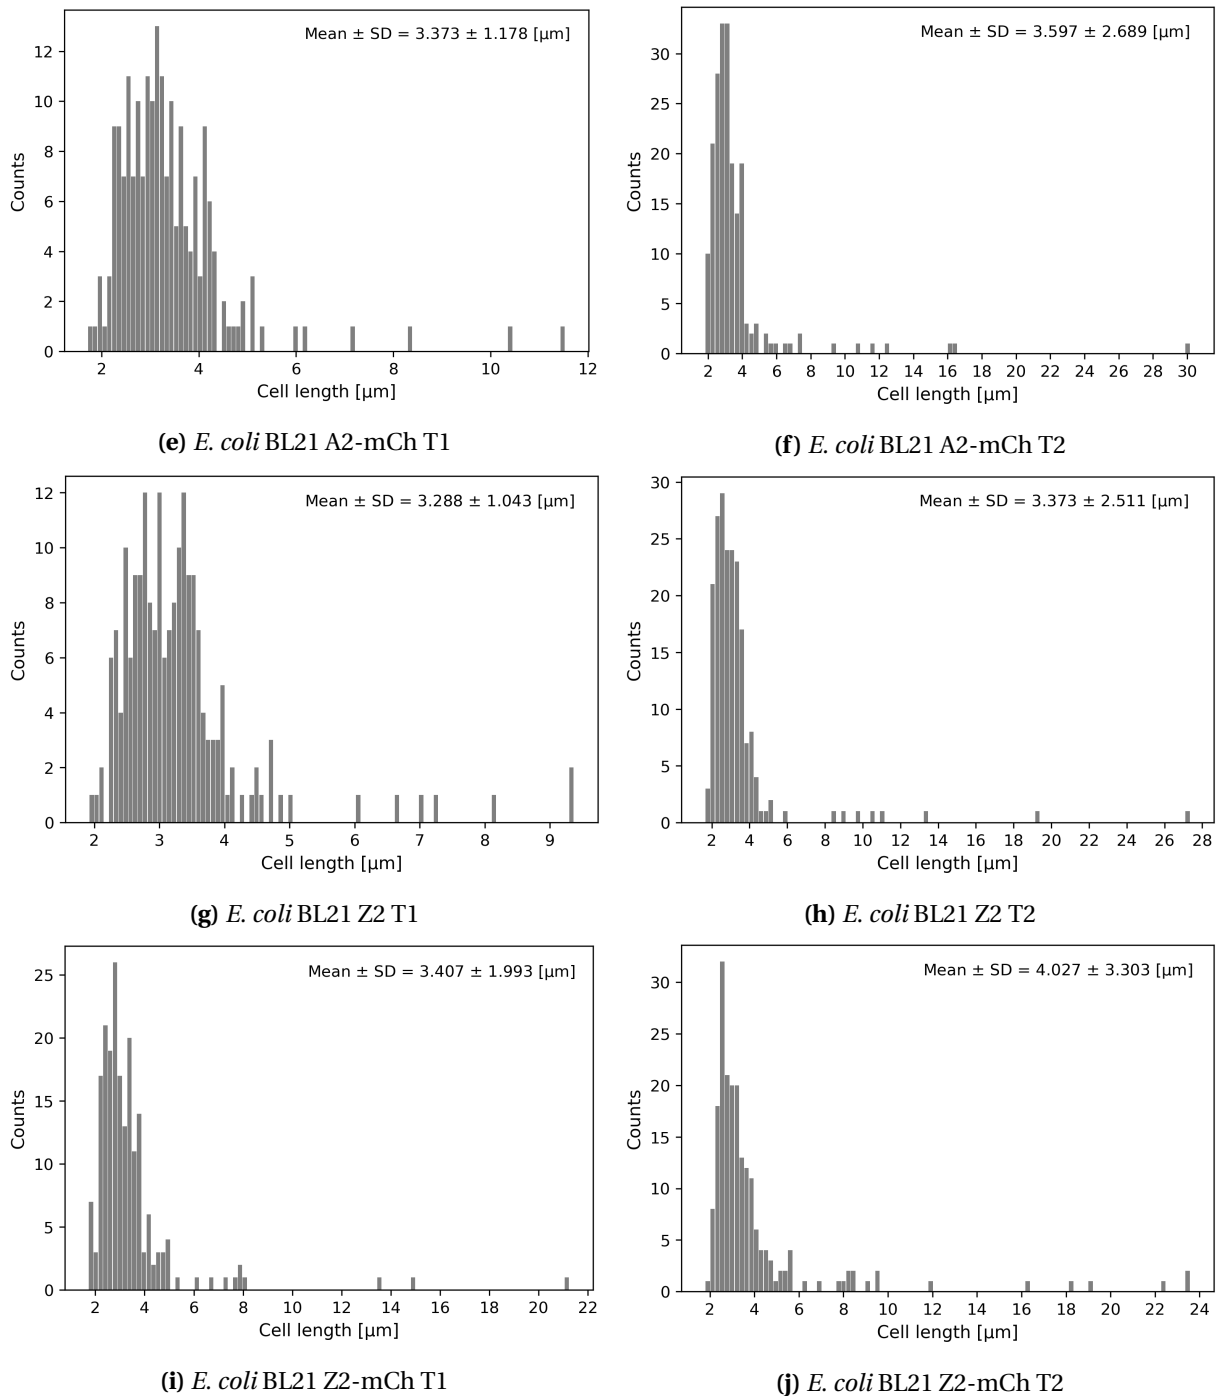 Mean ± SD = 3.373 ± 1.178 [μm]
12
10
8
6
4
2
0
Counts
2 4 6 8 10 12
Cell length [μm]
(e) E. coli BL21 A2-mCh T1
Mean ± SD = 3.597 ± 2.689 [μm]
30
25
20
15
10
5
0
Counts
2 4 6 8 10 12 14 16 18 20 22 24 26 28 30
Cell length [μm]
(f) E. coli BL21 A2-mCh T2
Mean ± SD = 3.288 ± 1.043 [μm]
12
10
8
6
4
2
0
Counts
2 3 4 5 6 7 8 9
Cell length [μm]
(g) E. coli BL21 Z2 T1
Mean ± SD = 3.373 ± 2.511 [μm]
30
25
20
15
10
5
0
Counts
2 4 6 8 10 12 14 16 18 20 22 24 26 28
Cell length [μm]
(h) E. coli BL21 Z2 T2
Mean ± SD = 3.407 ± 1.993 [μm]
25
20
15
10
5
0
Counts
2 4 6 8 10 12 14 16 18 20 22
Cell length [μm]
(i) E. coli BL21 Z2-mCh T1
Mean ± SD = 4.027 ± 3.303 [μm]
30
25
20
15
10
5
0
Counts
2 4 6 8 10 12 14 16 18 20 22 24
Cell length [μm]
(j) E. coli BL21 Z2-mCh T2